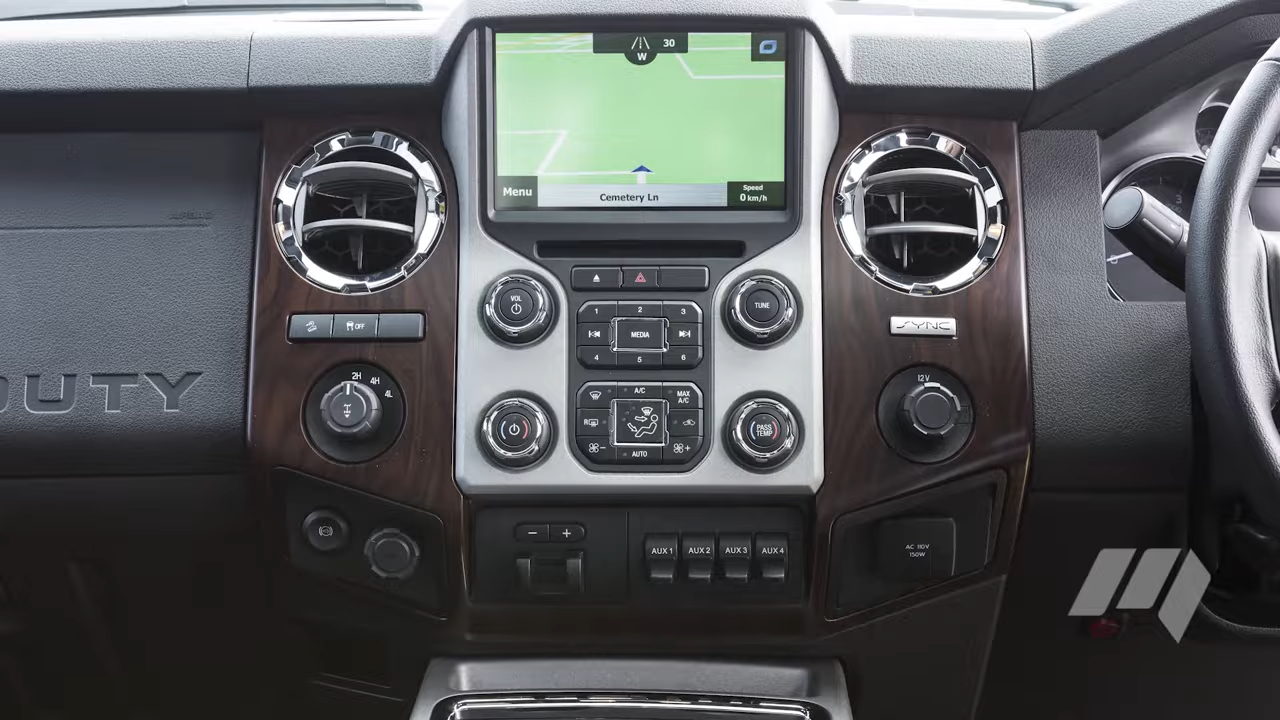 30
W
Menu
Cemetery Ln
Speed
0 km/h
AIRBAG
VOL
TUNE
1 2 3
MEDIA
4 5 6
OFF
SYNC
2H
4H
4L
12V
A/C
MAX
A/C
R
AUTO
PASS
TEMP
DUTY
− +
AUX 1 AUX 2 AUX 3 AUX 4
AC 110V
150W